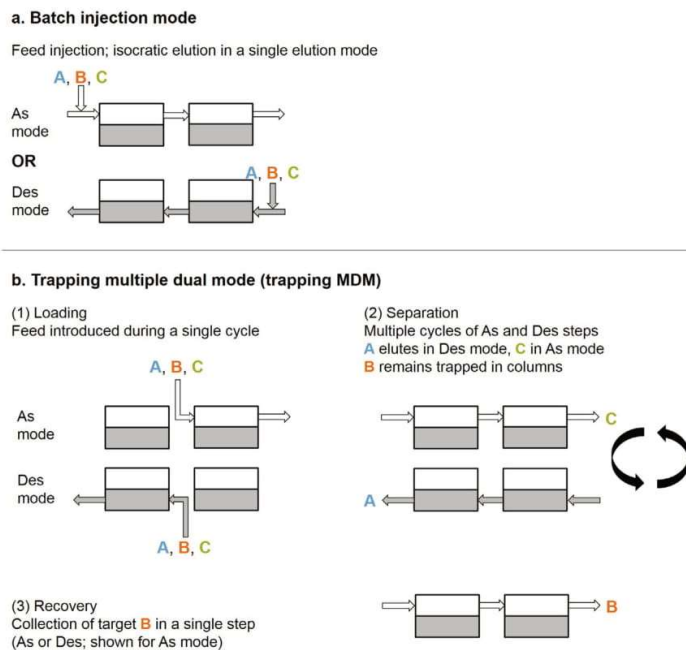 a. Batch injection mode
Feed injection; isocratic elution in a single elution mode
A, B, C
As
mode
OR
A, B, C
Des
mode
b. Trapping multiple dual mode (trapping MDM)
(1) Loading
Feed introduced during a single cycle
A, B, C
As
mode
Des
mode
A, B, C
(2) Separation
Multiple cycles of As and Des steps
A elutes in Des mode, C in As mode
B remains trapped in columns
C
A
(3) Recovery
Collection of target B in a single step
(As or Des; shown for As mode)
B